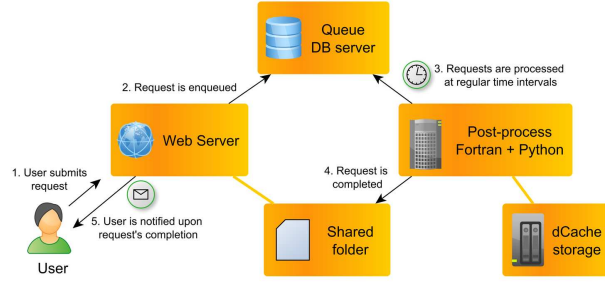 Queue
DB server
2. Request is enqueued
3. Requests are processed
at regular time intervals
Web Server
Post-process
Fortran + Python
1. User submits
request
4. Request is
completed
5. User is notified upon
request's completion
User
Shared
folder
dCache
storage